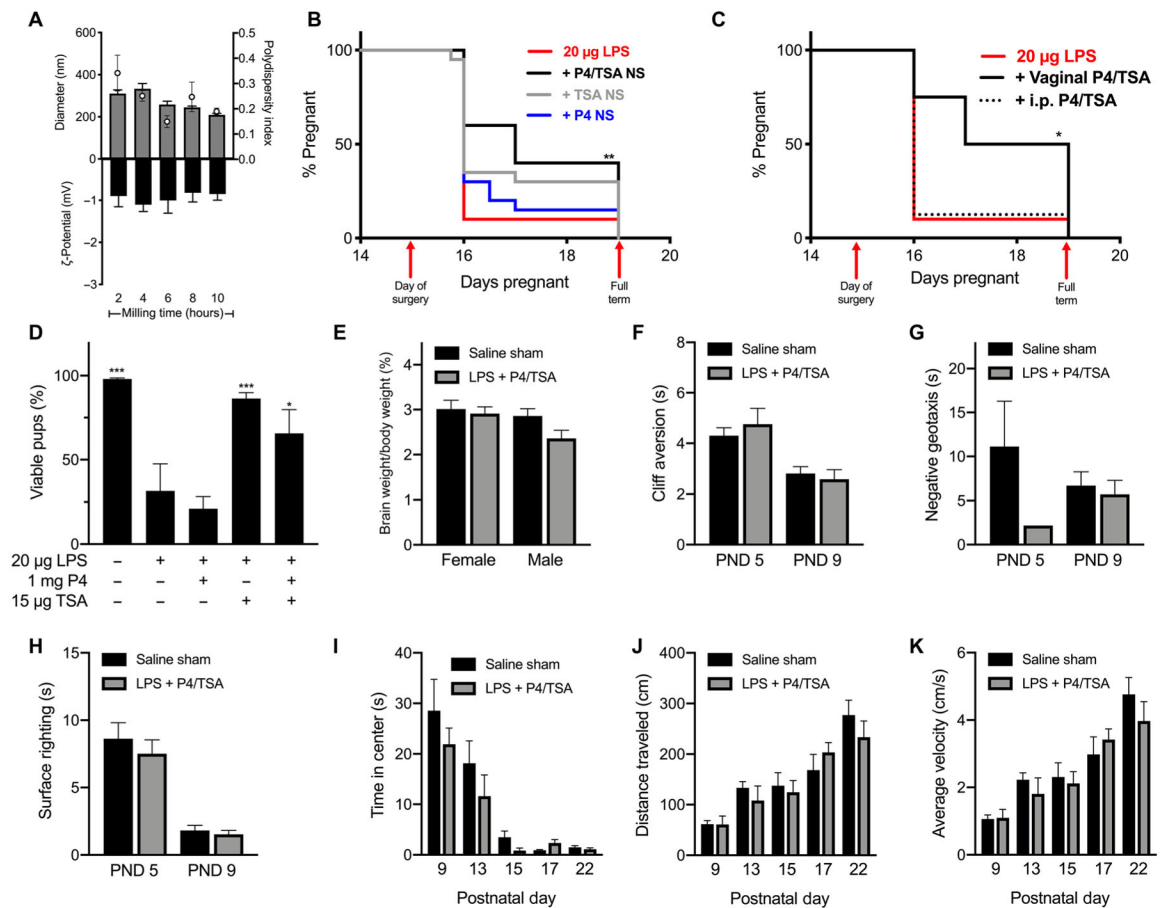 A
Diameter (nm)
600
400
200
0
0.5
0.4
0.3
0.2
0.1
0.0
Polydispersity index
ζ-Potential (mV)
−1
−2
−3
2 4 6 8 10
Milling time (hours)
B
% Pregnant
100
50
0
20 µg LPS
+ P4/TSA NS
+ TSA NS
+ P4 NS
**
14 16 18 20
Days pregnant
Day of
surgery
Full
term
C
% Pregnant
100
50
0
20 µg LPS
+ Vaginal P4/TSA
+ i.p. P4/TSA
*
14 16 18 20
Days pregnant
Day of
surgery
Full
term
D
Viable pups (%)
100
50
0
*** *** *
20 µg LPS – + + + +
1 mg P4 – – + – +
15 µg TSA – – – + +
E
Brain weight/body weight (%)
4
3
2
1
0
Saline sham
LPS + P4/TSA
Female Male
F
Cliff aversion (s)
8
6
4
2
0
Saline sham
LPS + P4/TSA
PND 5 PND 9
G
Negative geotaxis (s)
20
15
10
5
0
Saline sham
LPS + P4/TSA
PND 5 PND 9
H
Surface righting (s)
15
10
5
0
Saline sham
LPS + P4/TSA
PND 5 PND 9
I
Time in center (s)
40
30
20
10
0
Saline sham
LPS + P4/TSA
9 13 15 17 22
Postnatal day
J
Distance traveled (cm)
400
300
200
100
0
Saline sham
LPS + P4/TSA
9 13 15 17 22
Postnatal day
K
Average velocity (cm/s)
6
4
2
0
Saline sham
LPS + P4/TSA
9 13 15 17 22
Postnatal day